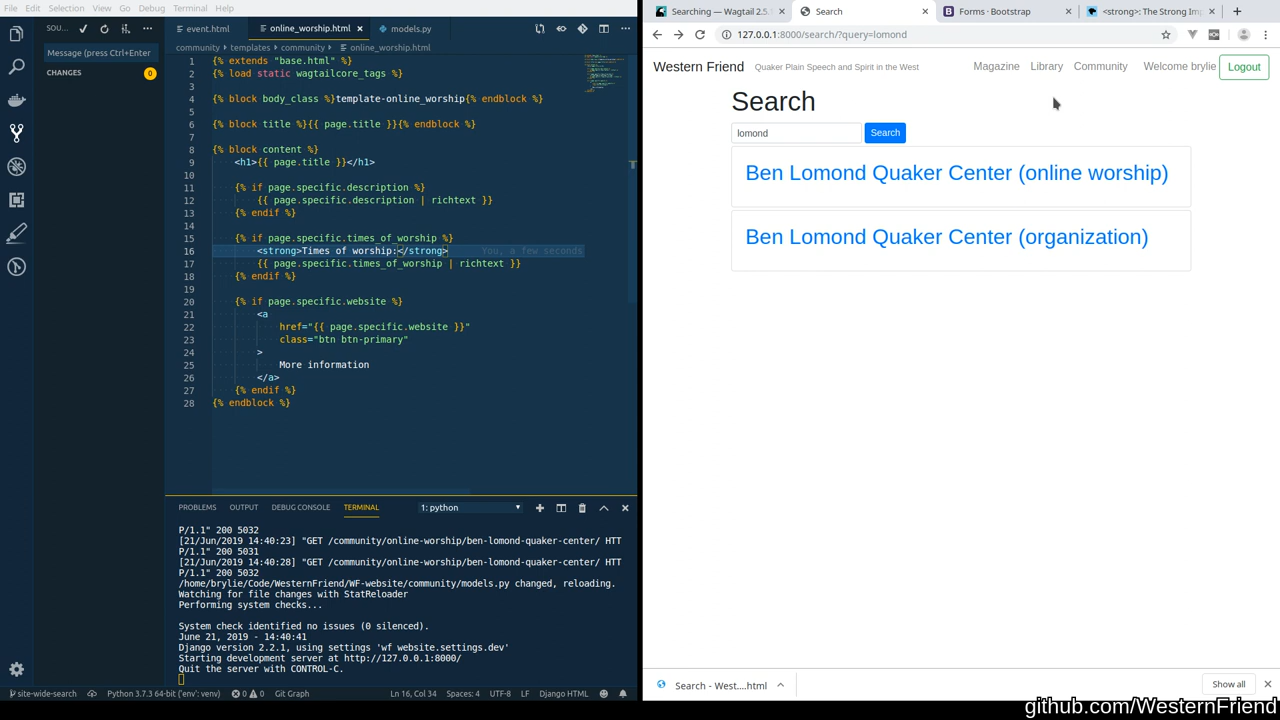 File Edit Selection View Go Debug Terminal Help
SOU...
Message (press Ctrl+Enter
CHANGES 0
event.html online_worship.html models.py
community › templates › community › online_worship.html
1 {% extends "base.html" %}
2 {% load static wagtailcore_tags %}
3
4 {% block body_class %}template-online_worship{% endblock %}
5
6 {% block title %}{{ page.title }}{% endblock %}
7
8 {% block content %}
9 <h1>{{ page.title }}</h1>
10
11 {% if page.specific.description %}
12 {{ page.specific.description | richtext }}
13 {% endif %}
14
15 {% if page.specific.times_of_worship %}
16 <strong>Times of worship:</strong> You, a few seconds
17 {{ page.specific.times_of_worship | richtext }}
18 {% endif %}
19
20 {% if page.specific.website %}
21 <a
22 href="{{ page.specific.website }}"
23 class="btn btn-primary"
24 >
25 More information
26 </a>
27 {% endif %}
28 {% endblock %}
PROBLEMS OUTPUT DEBUG CONSOLE TERMINAL 1: python
P/1.1" 200 5032
[21/Jun/2019 14:40:23] "GET /community/online-worship/ben-lomond-quaker-center/ HTT
P/1.1" 200 5031
[21/Jun/2019 14:40:28] "GET /community/online-worship/ben-lomond-quaker-center/ HTT
P/1.1" 200 5032
/home/brylie/Code/WesternFriend/WF-website/community/models.py changed, reloading.
Watching for file changes with StatReloader
Performing system checks...
System check identified no issues (0 silenced).
June 21, 2019 - 14:40:41
Django version 2.2.1, using settings 'wf_website.settings.dev'
Starting development server at http://127.0.0.1:8000/
Quit the server with CONTROL-C.
site-wide-search Python 3.7.3 64-bit ('env': venv) 0 0 Git Graph Ln 16, Col 34 Spaces: 4 UTF-8 LF Django HTML
Searching — Wagtail 2.5. Search Forms · Bootstrap <strong>: The Strong Imp
127.0.0.1:8000/search/?query=lomond
Western Friend Quaker Plain Speech and Spirit in the West Magazine Library Community Welcome brylie Logout
Search
lomond Search
Ben Lomond Quaker Center (online worship)
Ben Lomond Quaker Center (organization)
Search - West....html Show all
github.com/WesternFriend